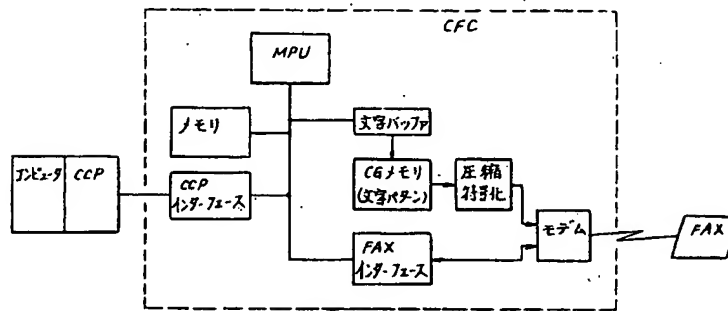 CFC
MPU
メモリ
文字バッファ
CGメモリ
(文字パターン)
圧縮
符号化
コンピュータ
CCP
CCP
インターフェース
FAX
インターフェース
モデム
FAX